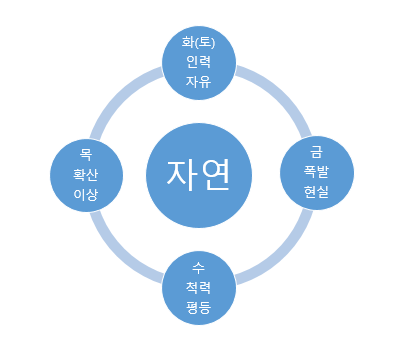 화(토)
인력
자유
목
확산
이상
자연
금
폭발
현실
수
척력
평등